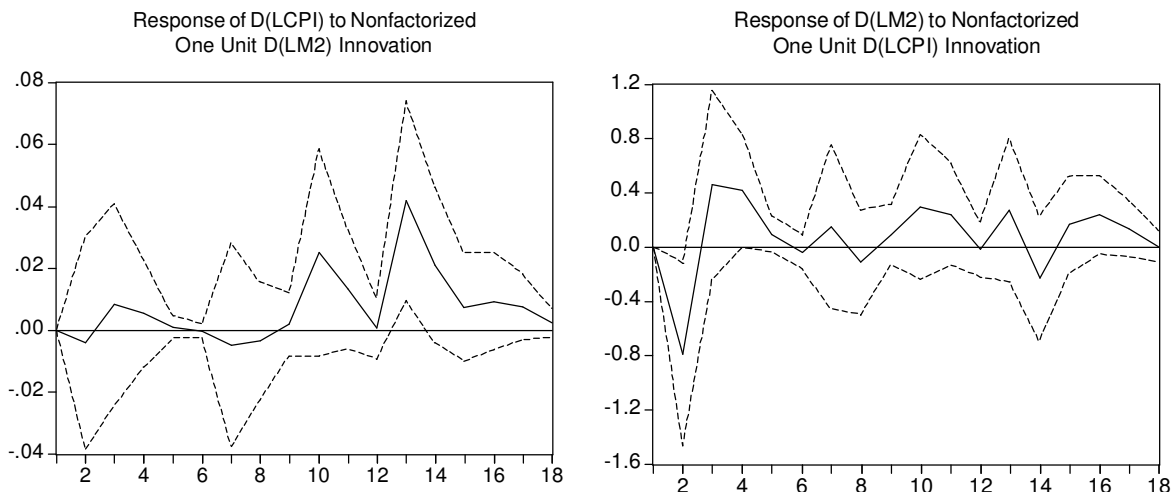 Response of D(LCPI) to Nonfactorized
One Unit D(LM2) Innovation
.08
.06
.04
.02
.00
-.02
-.04
2 4 6 8 10 12 14 16 18
Response of D(LM2) to Nonfactorized
One Unit D(LCPI) Innovation
1.2
0.8
0.4
0.0
-0.4
-0.8
-1.2
-1.6
2 4 6 8 10 12 14 16 18